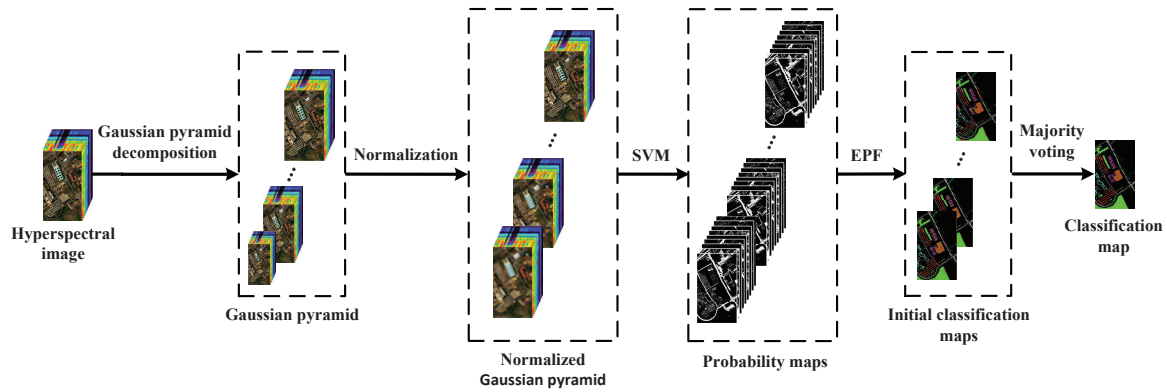 Hyperspectral
image
Gaussian pyramid
decomposition
Gaussian pyramid
Normalization
Normalized
Gaussian pyramid
SVM
Probability maps
EPF
Initial classification
maps
Majority
voting
Classification
map